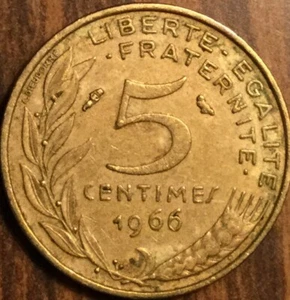 LIBERTE · EGALITE
· FRATERNITE ·
5
CENTIMES
1966